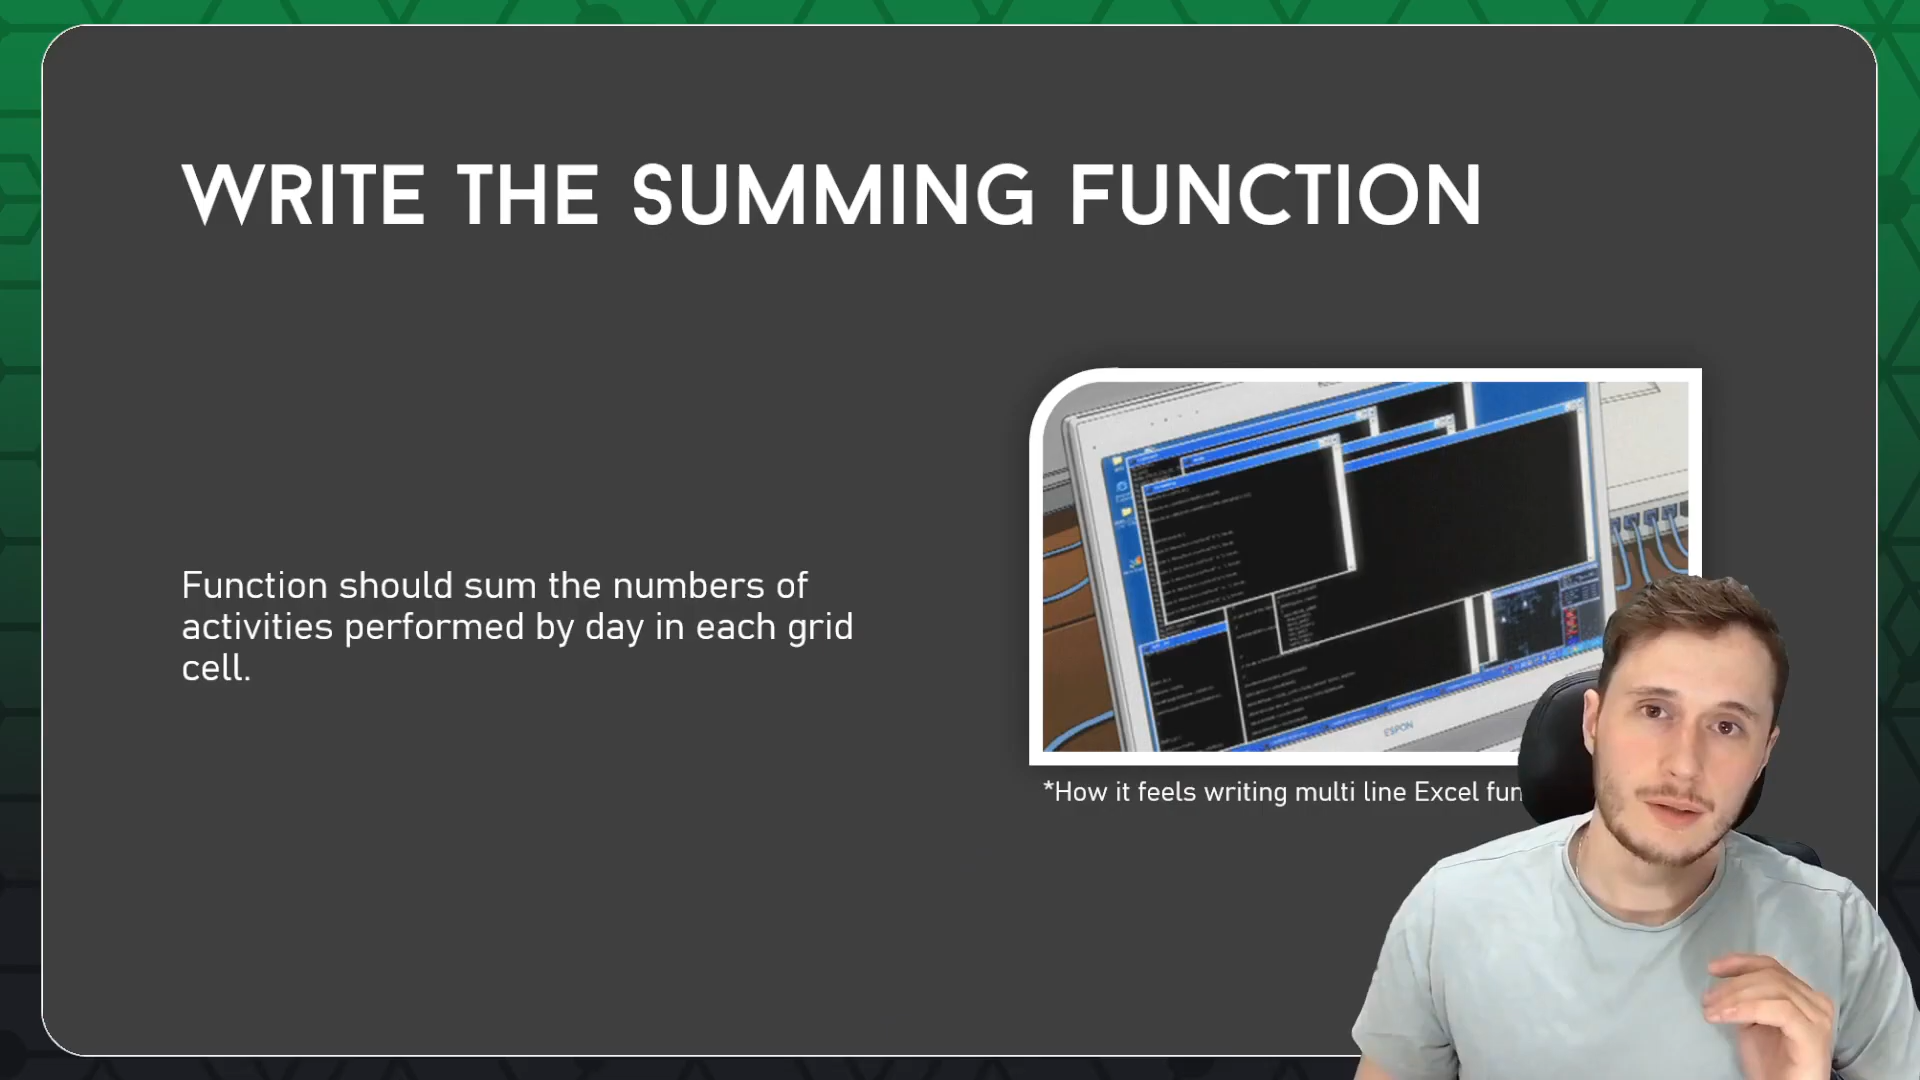 WRITE THE SUMMING FUNCTION
Function should sum the numbers of
activities performed by day in each grid
cell.
ESPON
*How it feels writing multi line Excel fun